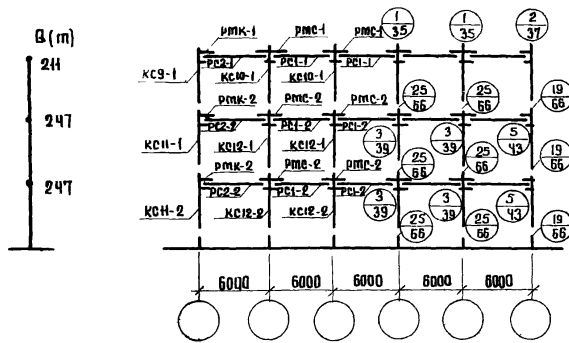 Q (m)
211
247
247
РМК-1
РМС-1
РМС-1
1
35
1
35
2
37
КС9-1
РС2-1
КС10-1
РС1-1
КС10-1
РС1-1
РМК-2
РМС-2
РМС-2
25
66
25
66
19
66
КС11-1
РС2-2
КС12-1
РС1-2
КС12-1
РС1-2
3
39
3
39
5
43
РМК-2
РМС-2
РМС-2
25
66
25
66
19
66
КС11-2
РС2-2
КС12-2
РС1-2
КС12-2
РС1-2
3
39
3
39
5
43
25
66
25
66
19
66
6000
6000
6000
6000
6000